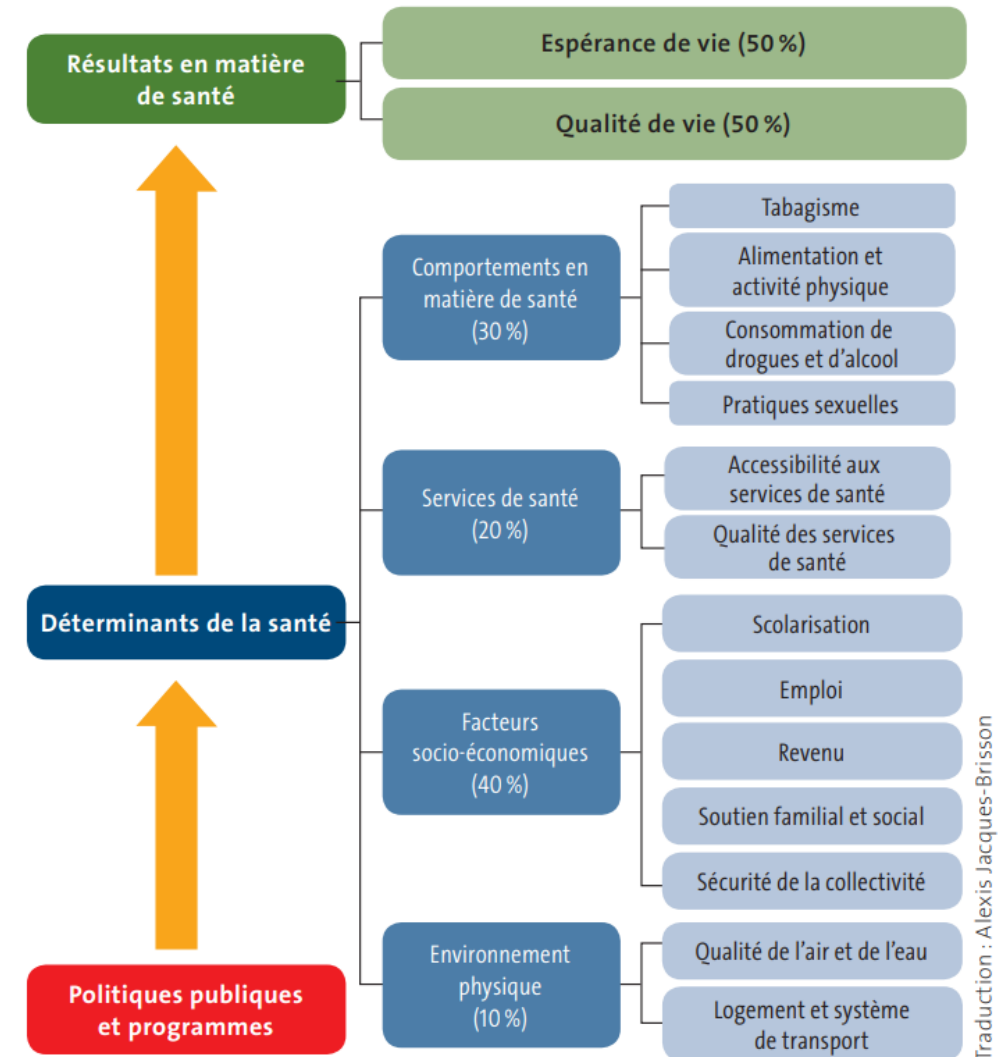 Résultats en matière
de santé
Espérance de vie (50 %)
Qualité de vie (50 %)
Déterminants de la santé
Comportements en
matière de santé
(30 %)
Tabagisme
Alimentation et
activité physique
Consommation de
drogues et d'alcool
Pratiques sexuelles
Services de santé
(20 %)
Accessibilité aux
services de santé
Qualité des services
de santé
Facteurs
socio-économiques
(40 %)
Scolarisation
Emploi
Revenu
Soutien familial et social
Sécurité de la collectivité
Environnement
physique
(10 %)
Qualité de l'air et de l'eau
Logement et système
de transport
Politiques publiques
et programmes
Traduction : Alexis Jacques-Brisson